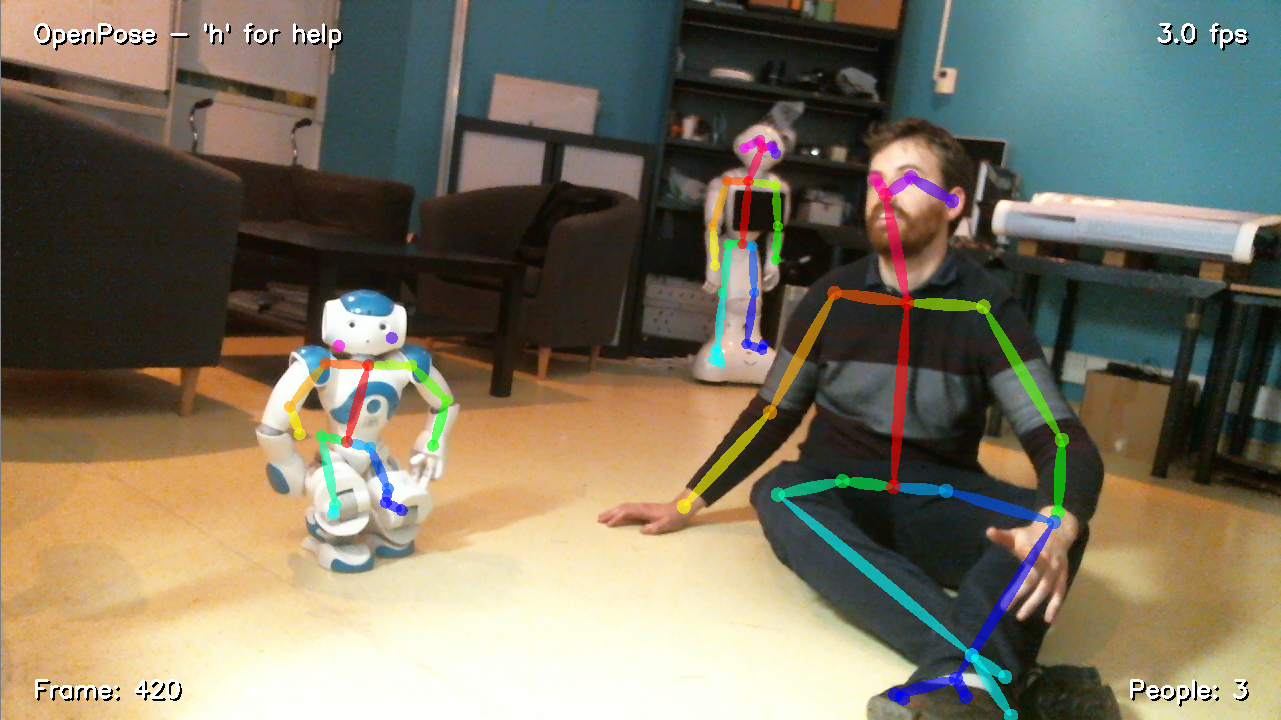 OpenPose - 'h' for help
3.0 fps
Frame: 420
People: 3